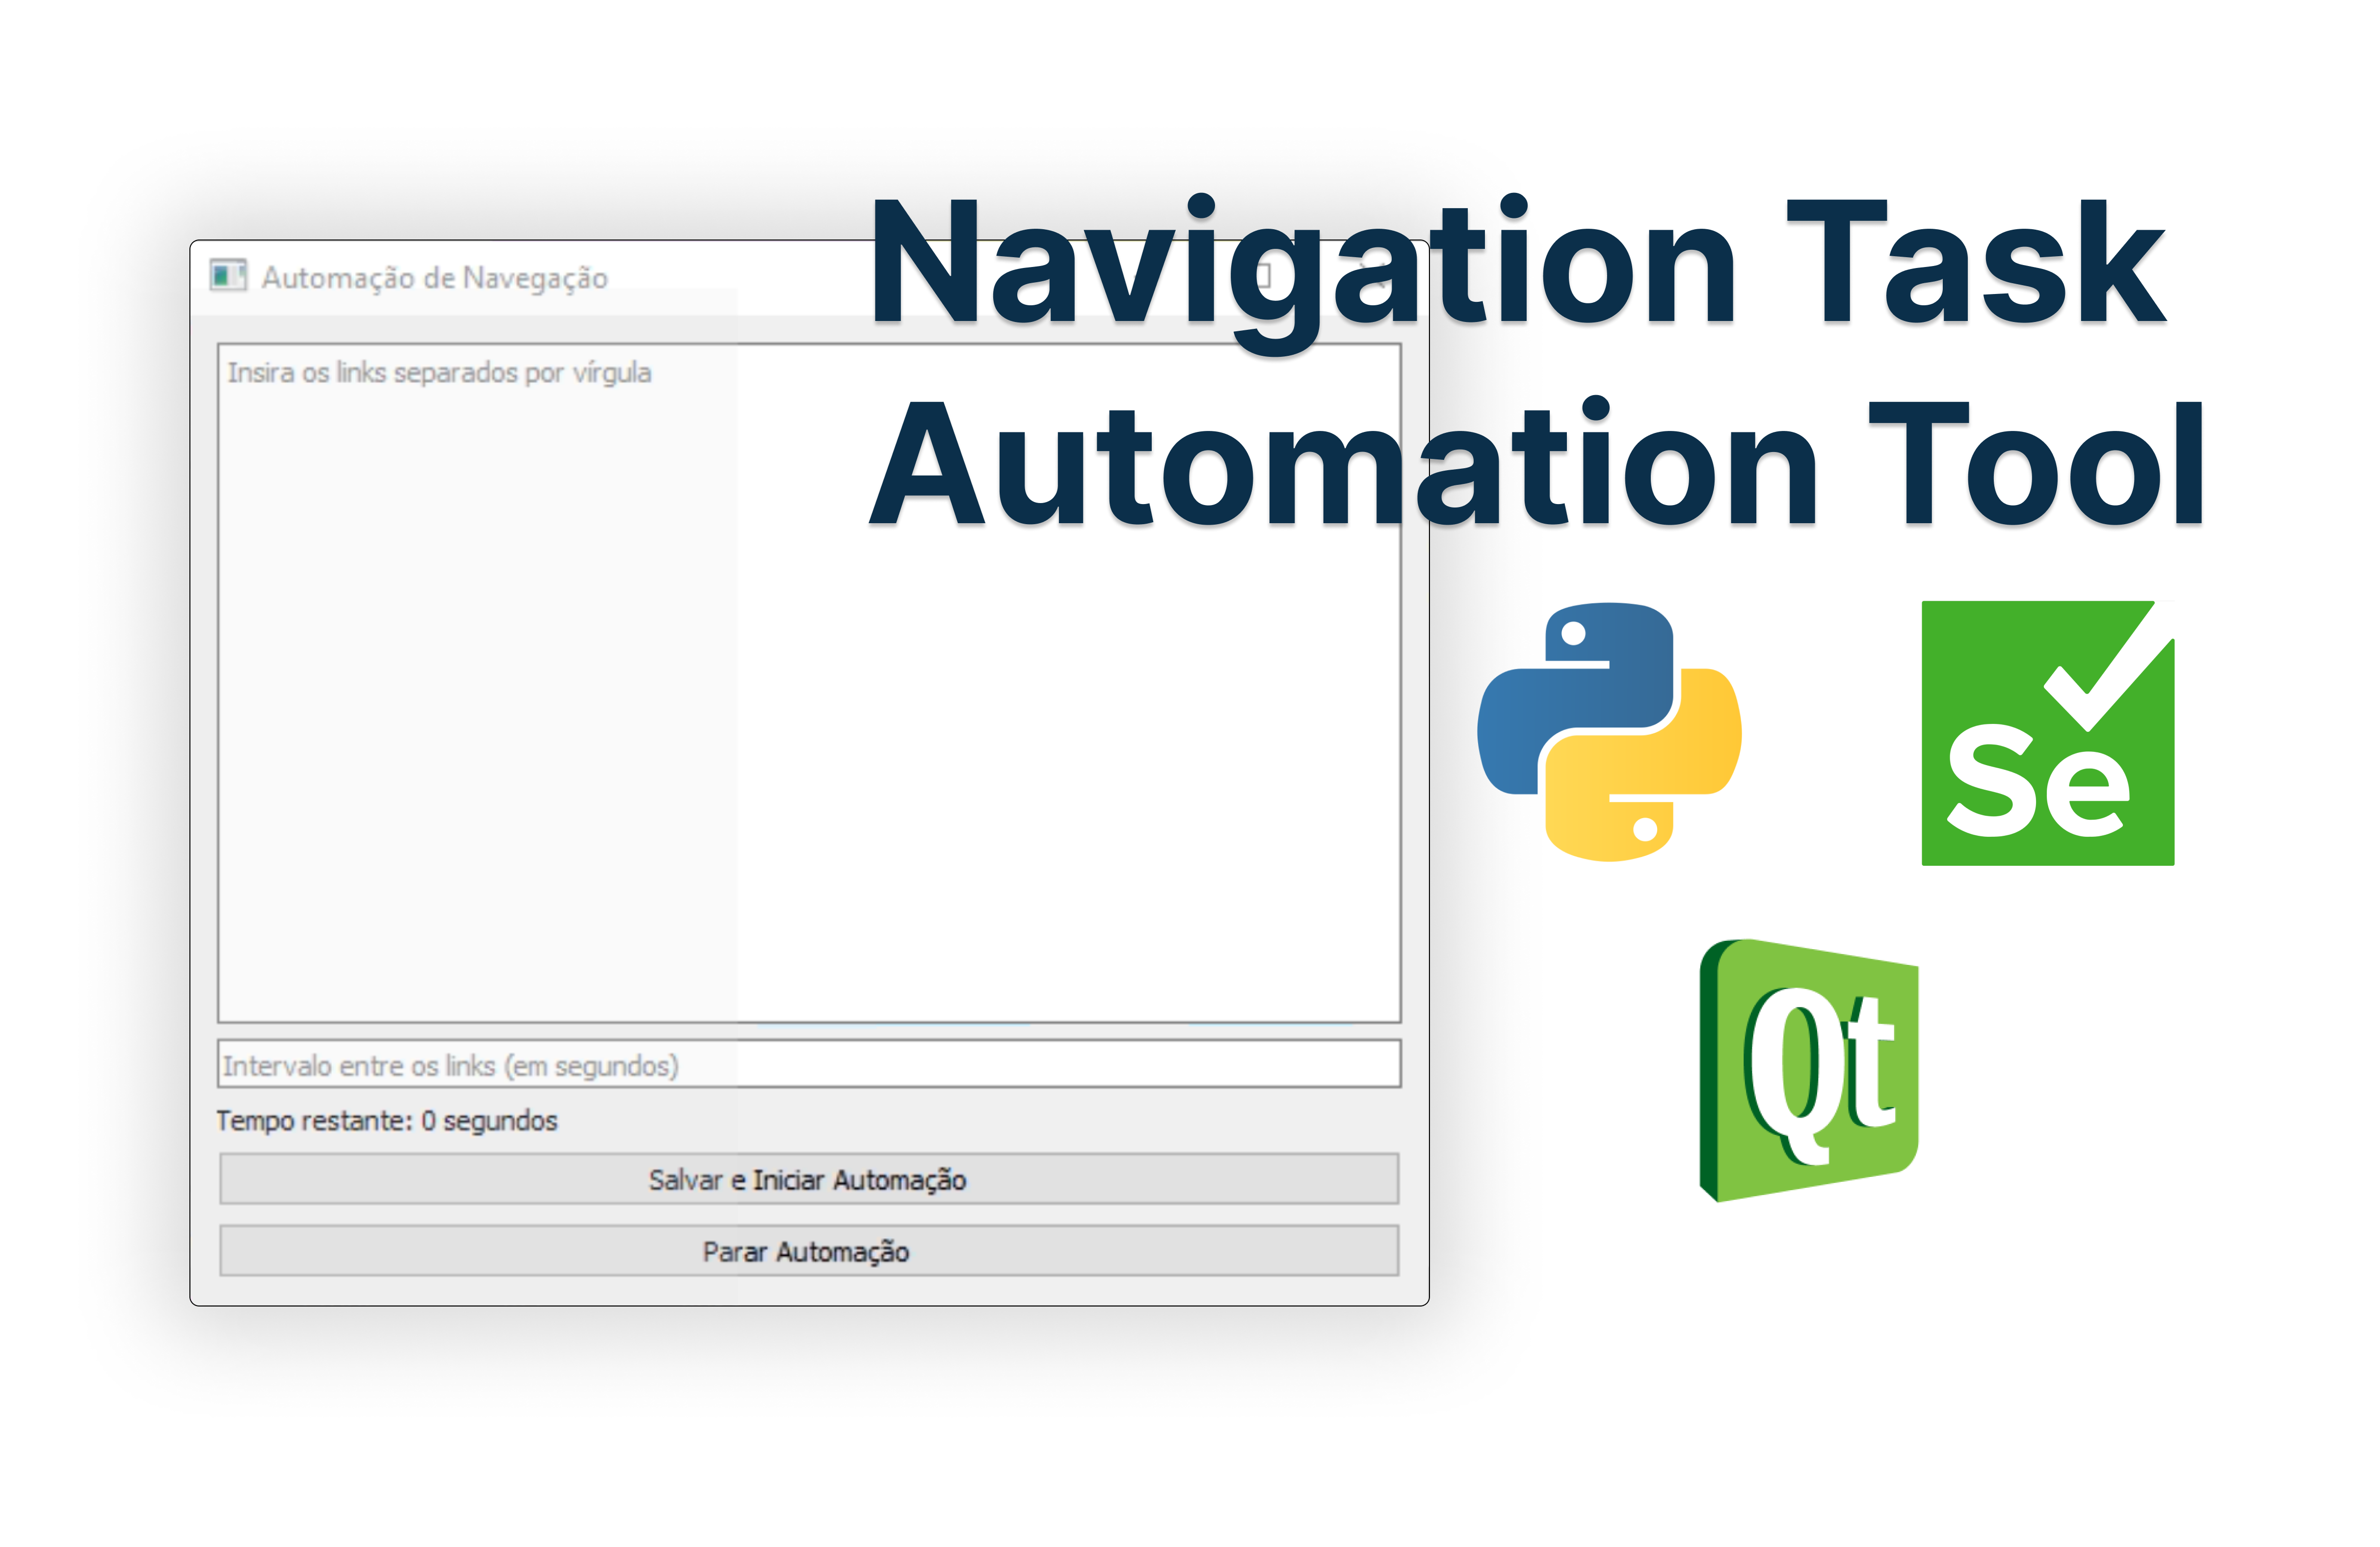 Navigation Task
Automation Tool
Automação de Navegação
Insira os links separados por vírgula
Intervalo entre os links (em segundos)
Tempo restante: 0 segundos
Salvar e Iniciar Automação
Parar Automação
Se
Qt